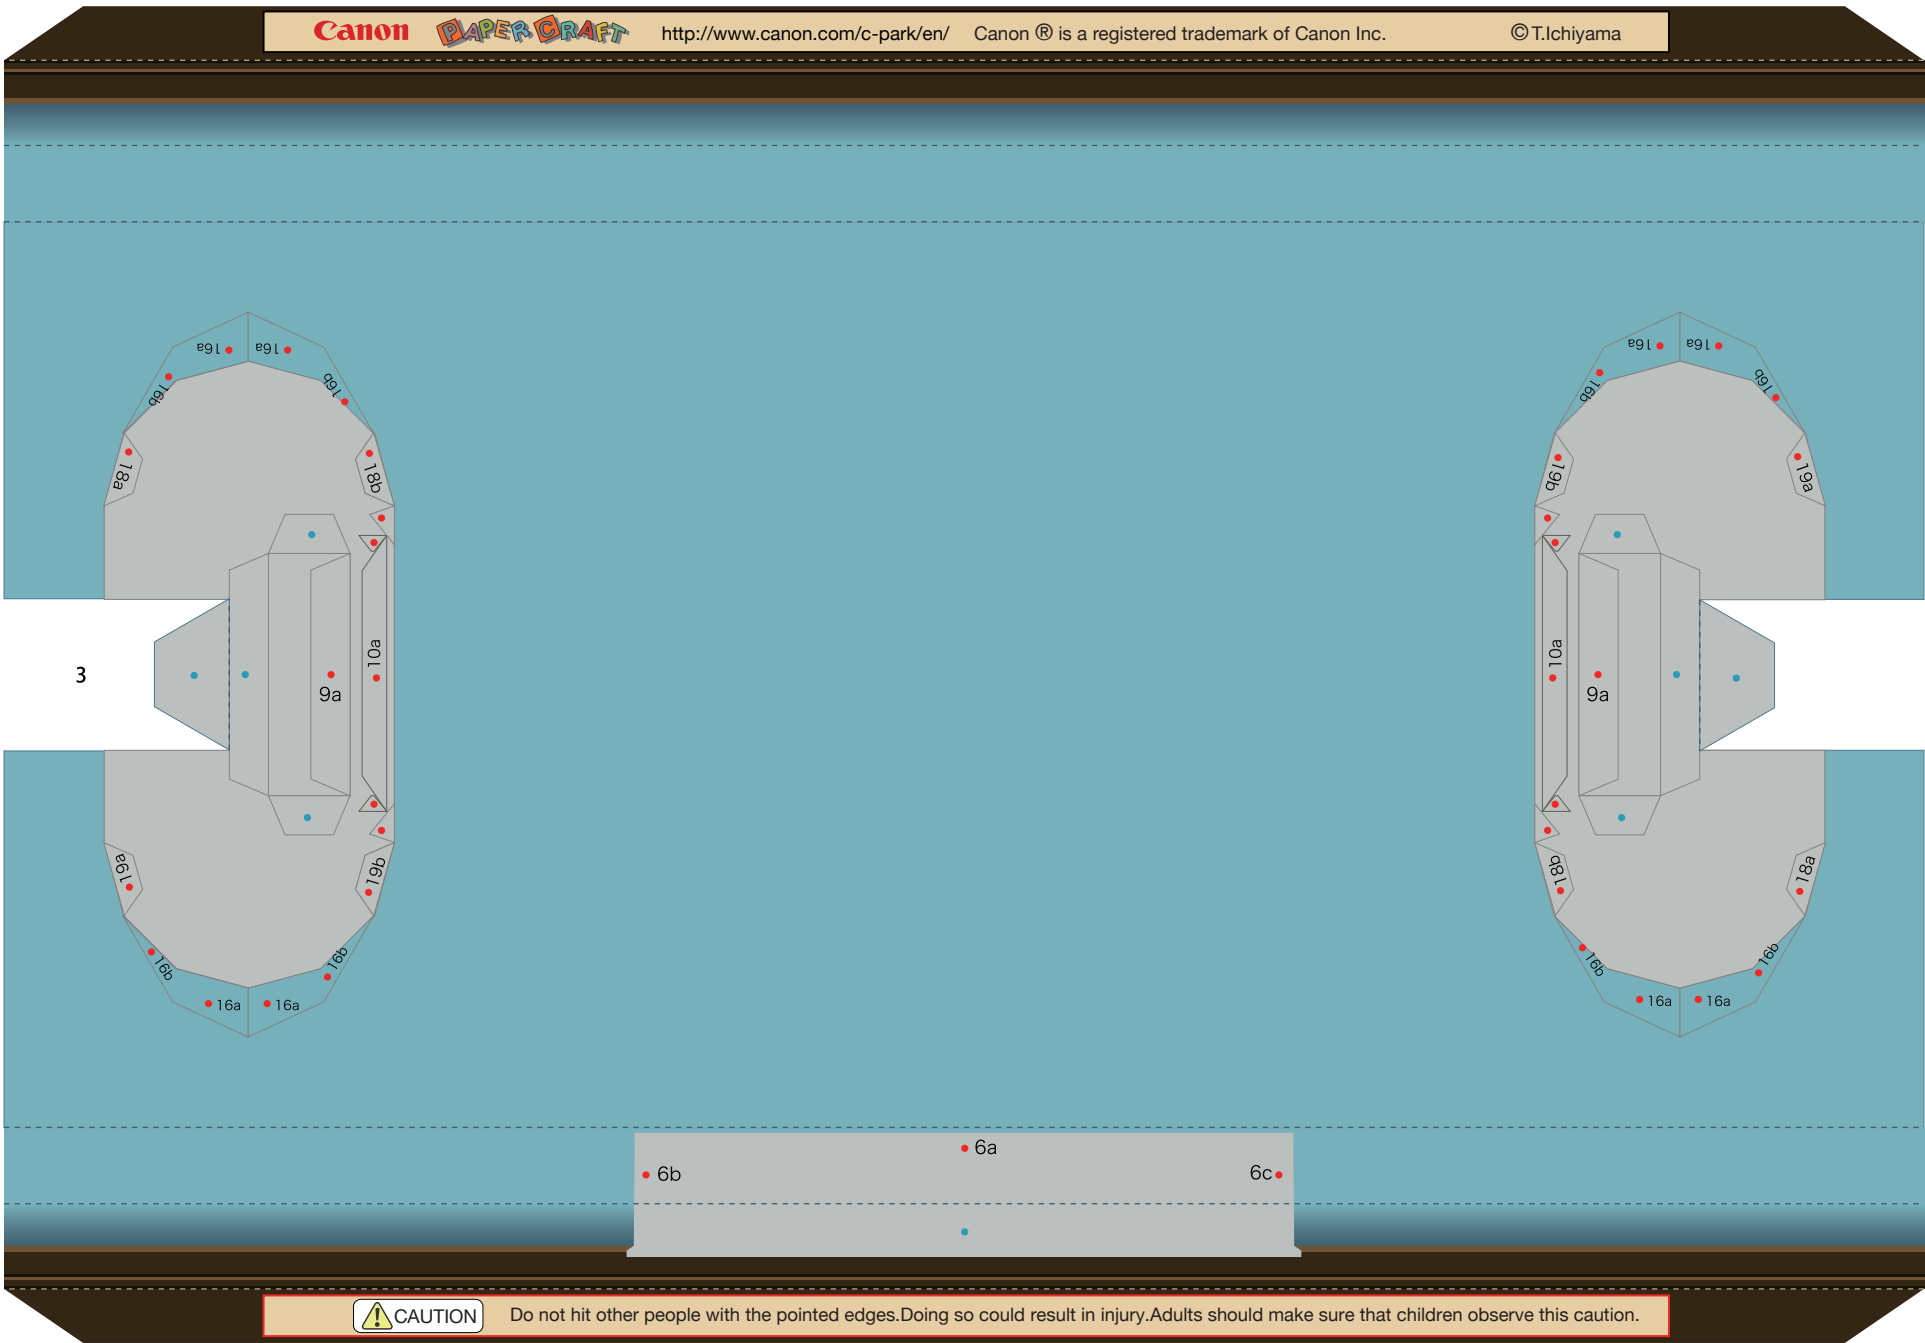 Canon PAPER CRAFT http://www.canon.com/c-park/en/ Canon ® is a registered trademark of Canon Inc. © T.Ichiyama
16a 16a 16a 16a
16b 16b 16b 16b
18a 18b 19b 19a
10a 10a
3
9a 9a
19a 19b 18b 18a
16b 16b 16b 16b
16a 16a 16a 16a
6a
6b 6c
CAUTION Do not hit other people with the pointed edges.Doing so could result in injury.Adults should make sure that children observe this caution.